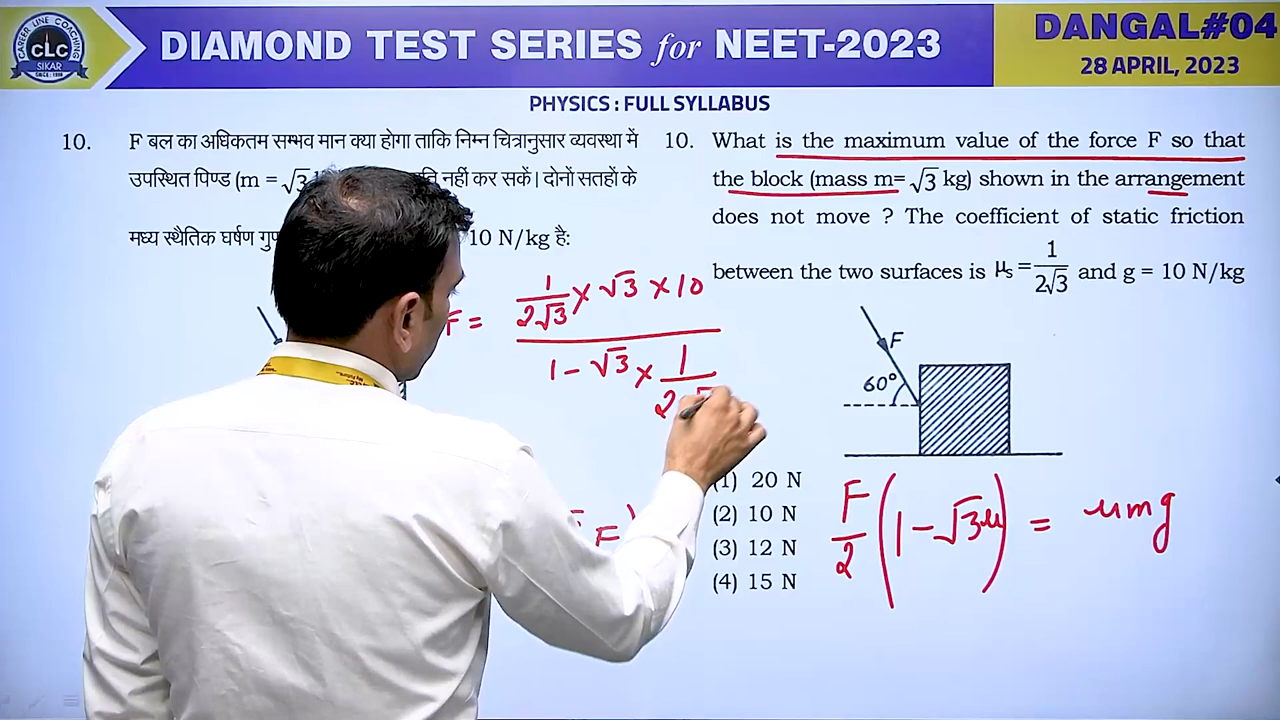 CAREER LINE COACHING
CLC
SIKAR
SINCE : 1996
DIAMOND TEST SERIES for NEET-2023
DANGAL#04
28 APRIL, 2023
PHYSICS : FULL SYLLABUS
10. F बल का अधिकतम सम्भव मान क्या होगा ताकि निम्न चित्रानुसार व्यवस्था में
उपस्थित पिण्ड (m = √3 नहीं कर सकें। दोनों सतहों के
मध्य स्थैतिक घर्षण 10 N/kg है:
10. What is the maximum value of the force F so that
the block (mass m= √3 kg) shown in the arrangement
does not move ? The coefficient of static friction
between the two surfaces is μs = 1/2√3 and g = 10 N/kg
F
60°
(1) 20 N
(2) 10 N
(3) 12 N
(4) 15 N
F = 1/2√3 × √3 × 10
1 - √3 × 1/2
F
F/2 (1 - √3μ) = μmg